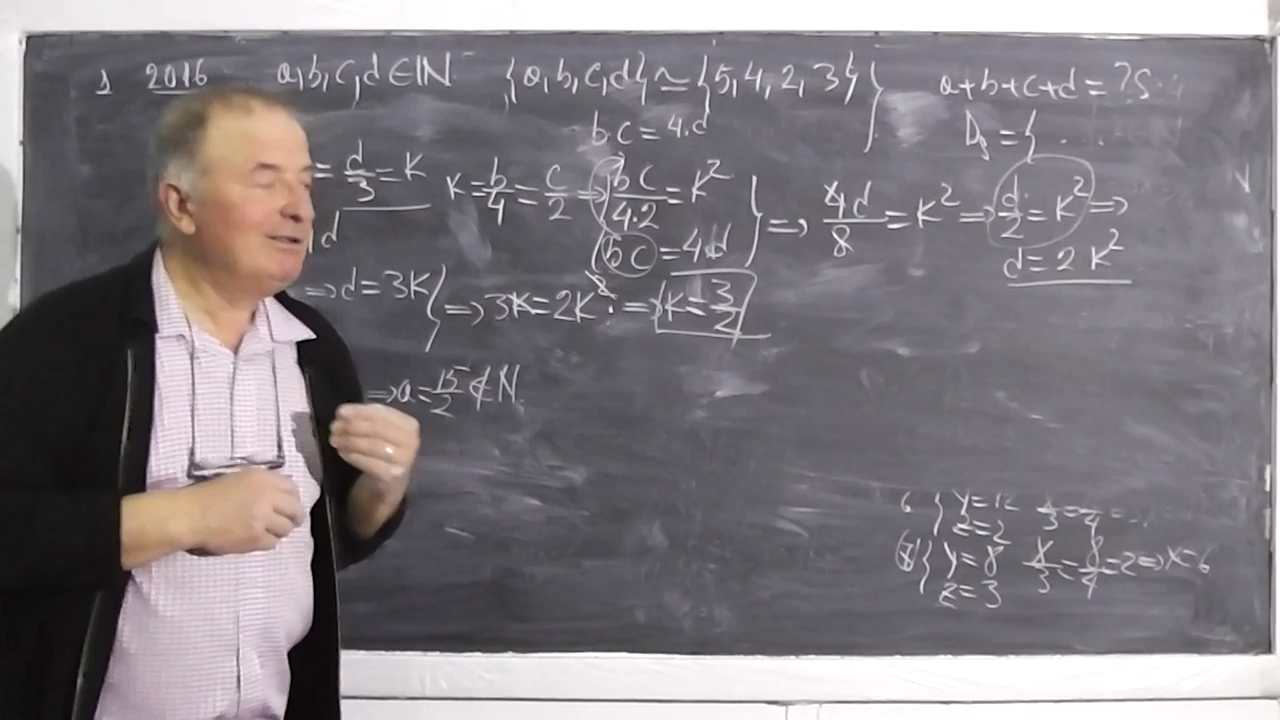 1 2016 a,b,c,d ∈ ℕ {a,b,c,d} ≃ {5,4,2,3} } a+b+c+d = ?
b·c = 4·d
= d/3 = K K = b/4 = c/2 ⇒ bc/4·2 = K² } ⇒ 4d/8 = K² ⇒ d/2 = K² ⇒
d bc = 4d d = 2K²
⇒ d = 3K } ⇒ 3K = 2K² ⇒ K = 3/2
⇒ a = 15/2 ∉ N
6 } y = 12
z = 2
} y = 8 x/3 = 8/4 = 2 ⇒ x = 6
z = 3